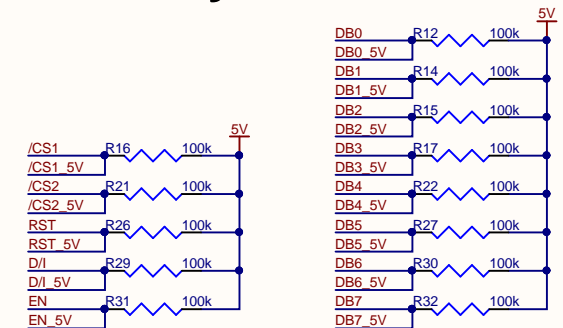 5V
/CS1 R16 100k
/CS1_5V
/CS2 R21 100k
/CS2_5V
RST R26 100k
RST_5V
D/I R29 100k
D/I_5V
EN R31 100k
EN_5V
5V
DB0 R12 100k
DB0_5V
DB1 R14 100k
DB1_5V
DB2 R15 100k
DB2_5V
DB3 R17 100k
DB3_5V
DB4 R22 100k
DB4_5V
DB5 R27 100k
DB5_5V
DB6 R30 100k
DB6_5V
DB7 R32 100k
DB7_5V